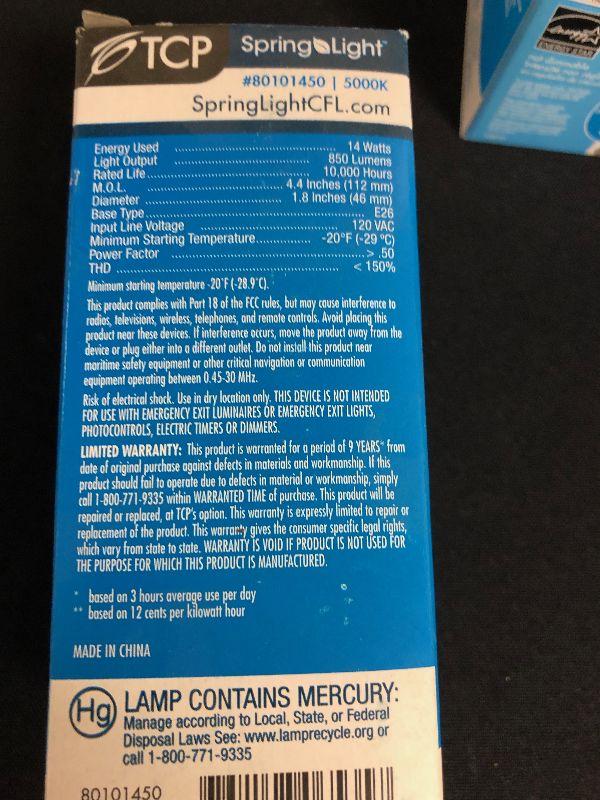 TCP SpringLight™
#80101450 | 5000K
SpringLightCFL.com
Energy Used ........................................ 14 Watts
Light Output ................................... 850 Lumens
Rated Life ....................................... 10,000 Hours
M.O.L. .............................. 4.4 Inches (112 mm)
Diameter ............................ 1.8 Inches (46 mm)
Base Type .................................................. E26
Input Line Voltage ............................... 120 VAC
Minimum Starting Temperature ............. -20°F (-29 ºC)
Power Factor .............................................. > .50
THD ........................................................ < 150%
Minimum starting temperature -20°F (-28.9°C).
This product complies with Part 18 of the FCC rules, but may cause interference to
radios, televisions, wireless, telephones, and remote controls. Avoid placing this
product near these devices. If interference occurs, move the product away from the
device or plug either into a different outlet. Do not install this product near
maritime safety equipment or other critical navigation or communication
equipment operating between 0.45-30 MHz.
Risk of electrical shock. Use in dry location only. THIS DEVICE IS NOT INTENDED
FOR USE WITH EMERGENCY EXIT LUMINAIRES OR EMERGENCY EXIT LIGHTS,
PHOTOCONTROLS, ELECTRIC TIMERS OR DIMMERS.
LIMITED WARRANTY: This product is warranted for a period of 9 YEARS* from
date of original purchase against defects in materials and workmanship. If this
product should fail to operate due to defects in material or workmanship, simply
call 1-800-771-9335 within WARRANTED TIME of purchase. This product will be
repaired or replaced, at TCP's option. This warranty is expressly limited to repair or
replacement of the product. This warranty gives the consumer specific legal rights,
which vary from state to state. WARRANTY IS VOID IF PRODUCT IS NOT USED FOR
THE PURPOSE FOR WHICH THIS PRODUCT IS MANUFACTURED.
* based on 3 hours average use per day
** based on 12 cents per kilowatt hour
MADE IN CHINA
Hg LAMP CONTAINS MERCURY:
Manage according to Local, State, or Federal
Disposal Laws See: www.lamprecycle.org or
call 1-800-771-9335
80101450
ENERGY STAR